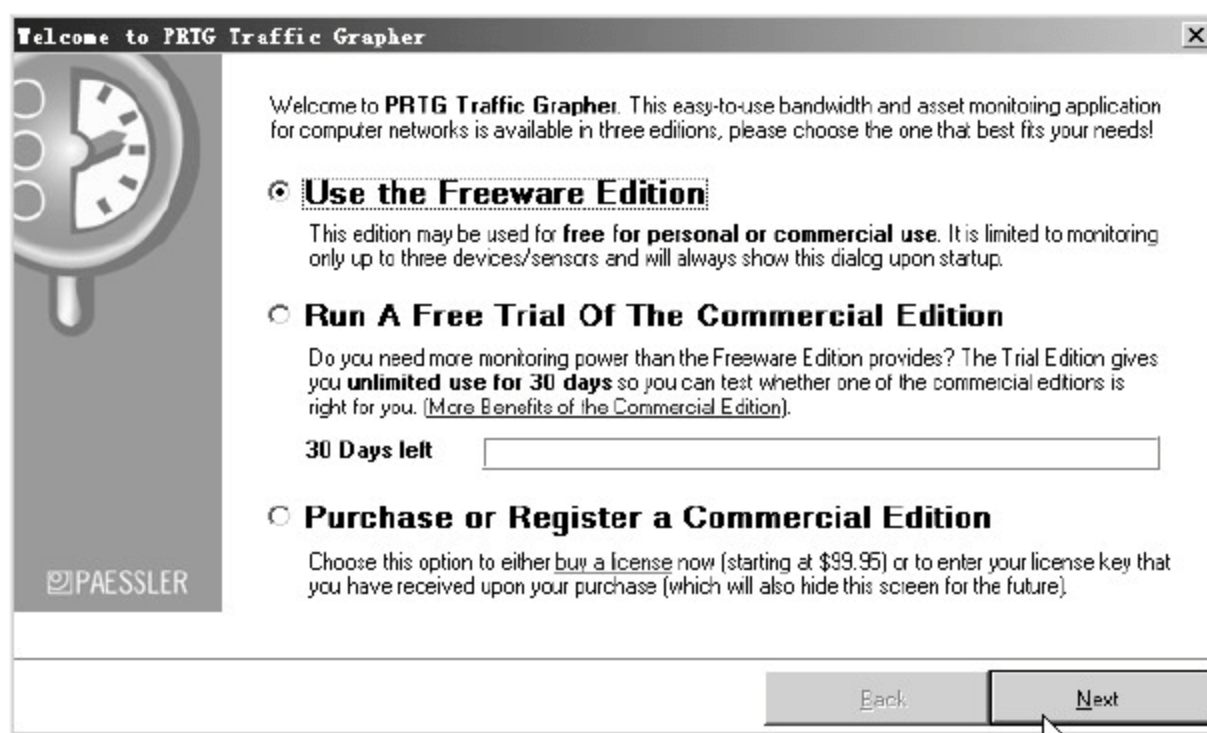 Welcome to PRTG Traffic Grapher
Welcome to PRTG Traffic Grapher. This easy-to-use bandwidth and asset monitoring application
for computer networks is available in three editions, please choose the one that best fits your needs!
Use the Freeware Edition
This edition may be used for free for personal or commercial use. It is limited to monitoring
only up to three devices/sensors and will always show this dialog upon startup.
Run A Free Trial Of The Commercial Edition
Do you need more monitoring power than the Freeware Edition provides? The Trial Edition gives
you unlimited use for 30 days so you can test whether one of the commercial editions is
right for you. (More Benefits of the Commercial Edition).
30 Days left
Purchase or Register a Commercial Edition
Choose this option to either buy a license now (starting at $99.95) or to enter your license key that
you have received upon your purchase (which will also hide this screen for the future).
PAESSLER
Back
Next